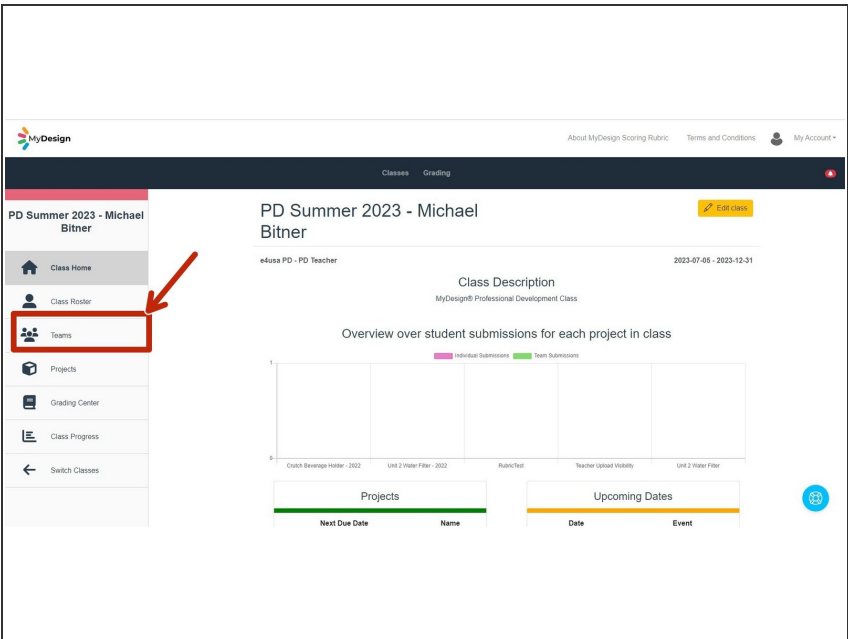 MyDesign
About MyDesign Scoring Rubric Terms and Conditions My Account
Classes Grading
PD Summer 2023 - Michael
Bitner
Class Home
Class Roster
Teams
Projects
Grading Center
Class Progress
Switch Classes
PD Summer 2023 - Michael
Bitner
Edit class
e4usa PD - PD Teacher 2023-07-05 - 2023-12-31
Class Description
MyDesign® Professional Development Class
Overview over student submissions for each project in class
Individual Submissions Team Submissions
1
0
Crutch Beverage Holder - 2022 Unit 2 Water Filter - 2022 RubricTest Teacher Upload Visibility Unit 2 Water Filter
Projects
Next Due Date Name
Upcoming Dates
Date Event